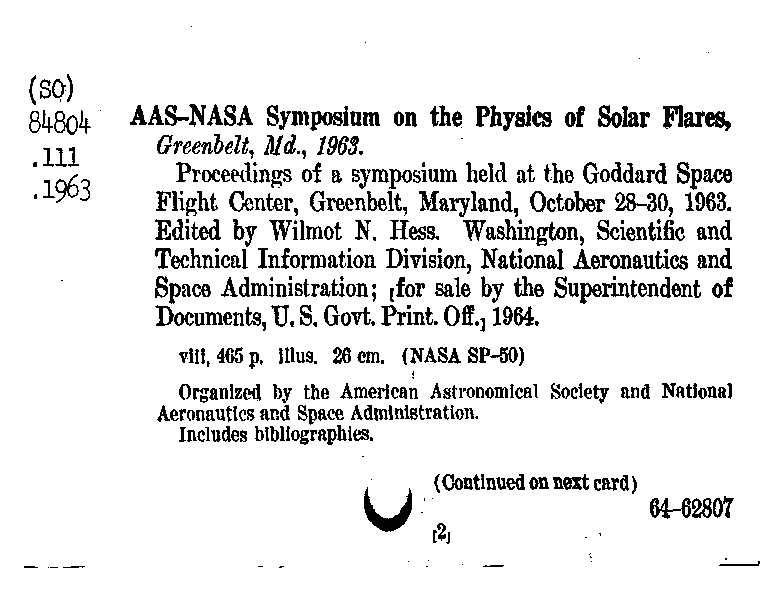 (SO)
84804
.111
.1963
AAS–NASA Symposium on the Physics of Solar Flares,
Greenbelt, Md., 1963.
Proceedings of a symposium held at the Goddard Space
Flight Center, Greenbelt, Maryland, October 28–30, 1963.
Edited by Wilmot N. Hess. Washington, Scientific and
Technical Information Division, National Aeronautics and
Space Administration; [for sale by the Superintendent of
Documents, U. S. Govt. Print. Off.] 1964.
viii, 465 p. illus. 26 cm. (NASA SP–50)
Organized by the American Astronomical Society and National
Aeronautics and Space Administration.
Includes bibliographies.
(Continued on next card)
64–62807
[2]